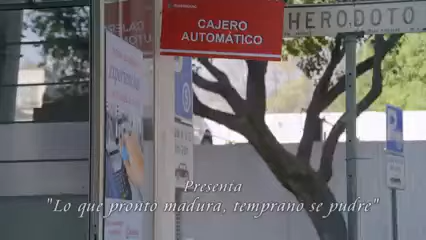 CAJERO
AUTOMÁTICO
HERODOTO
Presenta
"Lo que pronto madura, temprano se pudre"